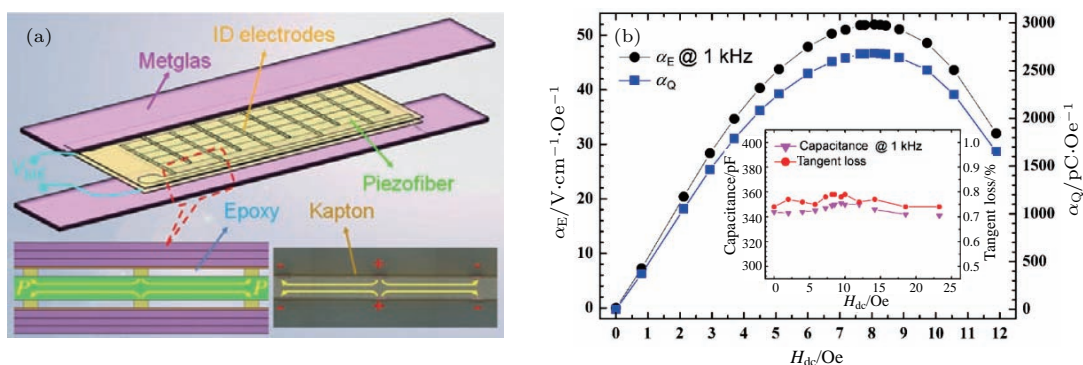 (a)
ID electrodes
Metglas
Piezofiber
Epoxy
Kapton
P
P
(b)
α_E @ 1 kHz
α_Q
α_E/V·cm⁻¹·Oe⁻¹
50
40
30
20
10
0
α_Q/pC·Oe⁻¹
3000
2500
2000
1500
1000
500
0
0 1 2 3 4 5 6 7 8 9 10 11 12
H_dc/Oe
Capacitance @ 1 kHz
Tangent loss
Capacitance/pF
400
380
360
340
320
300
Tangent loss/%
1.0
0.9
0.8
0.7
0.6
0.5
0 5 10 15 20 25
H_dc/Oe